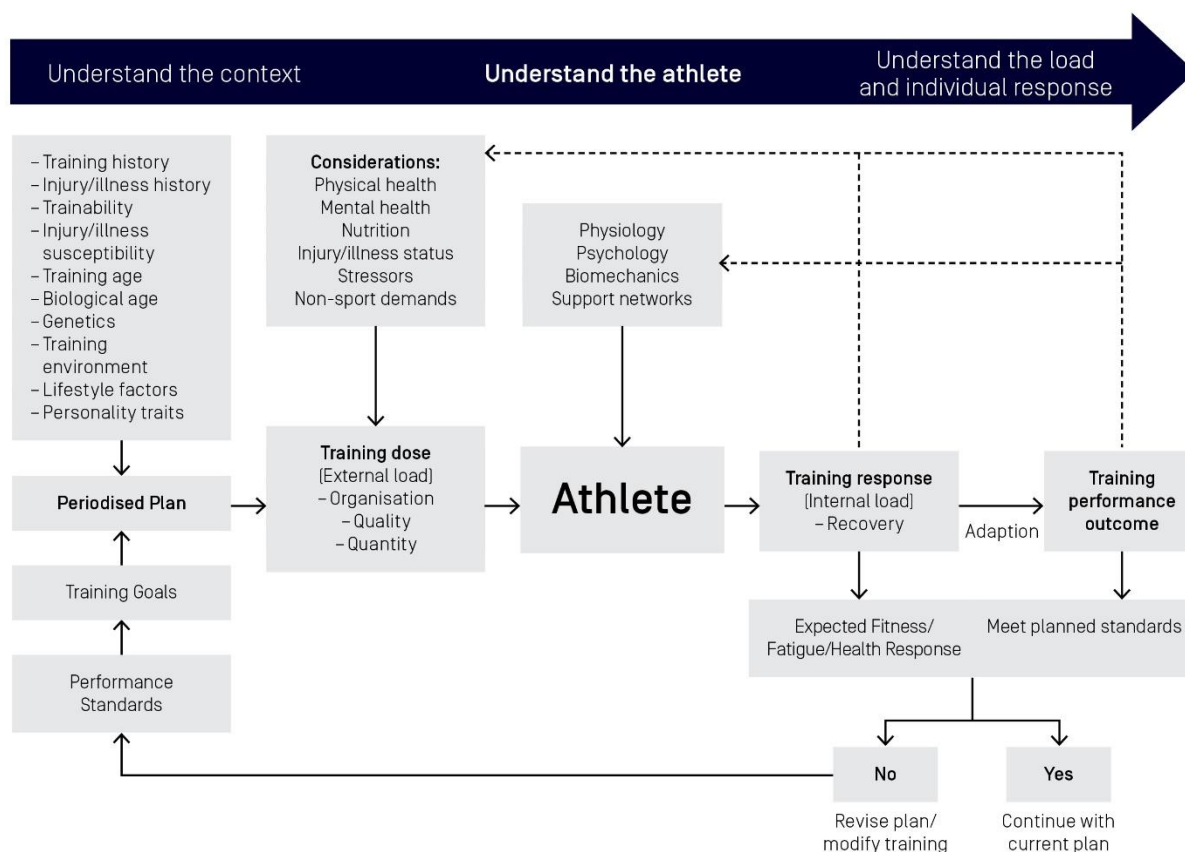 Understand the context
Understand the athlete
Understand the load
and individual response
– Training history
– Injury/illness history
– Trainability
– Injury/illness
susceptibility
– Training age
– Biological age
– Genetics
– Training
environment
– Lifestyle factors
– Personality traits
Considerations:
Physical health
Mental health
Nutrition
Injury/illness status
Stressors
Non-sport demands
Physiology
Psychology
Biomechanics
Support networks
Periodised Plan
Training dose
(External load)
– Organisation
– Quality
– Quantity
Athlete
Training response
(Internal load)
– Recovery
Adaption
Training
performance
outcome
Training Goals
Performance
Standards
Expected Fitness/
Fatigue/Health Response
Meet planned standards
No
Yes
Revise plan/
modify training
Continue with
current plan